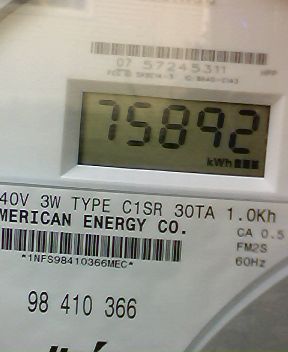 07 57245311
HPP
75892
kWh
40V 3W TYPE C1SR 30TA 1.0Kh
MERICAN ENERGY CO.
CA 0.5
FM2S
60Hz
*1NFS98410366MEC*
98 410 366